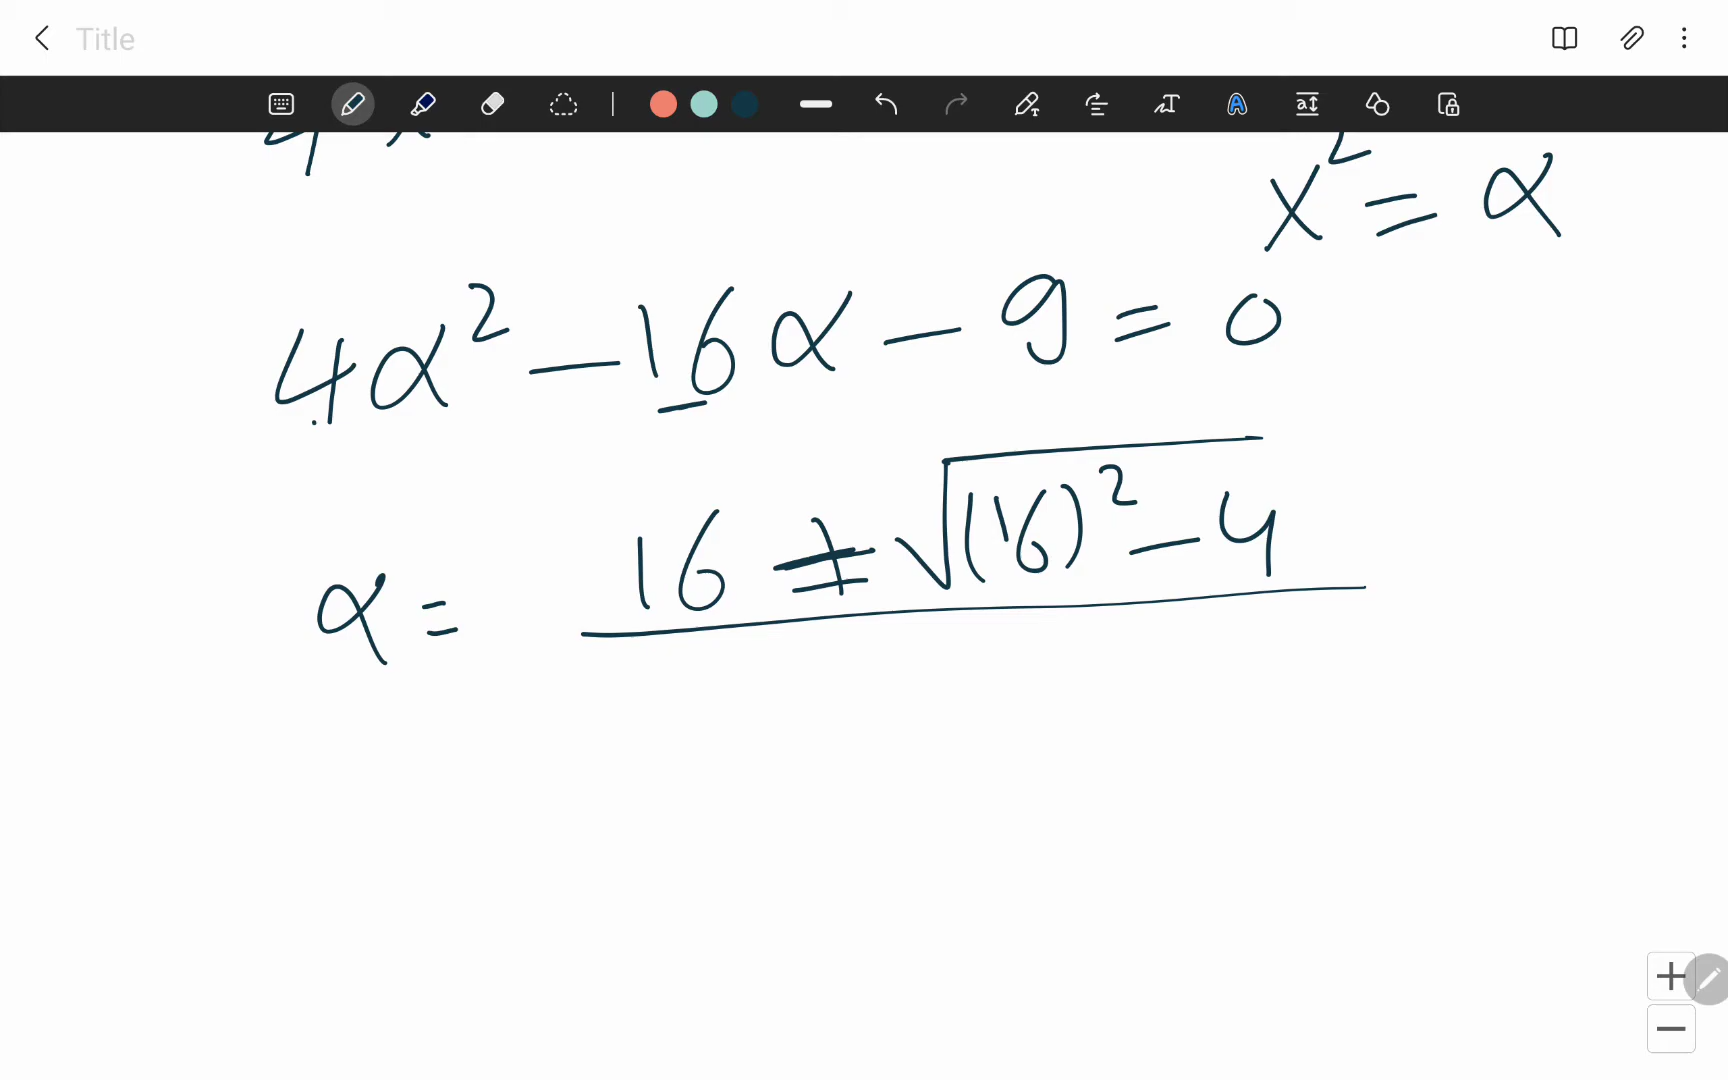 Title
x² = α
4α² − 16α − 9 = 0
α = 16 ± √(16)² − 4